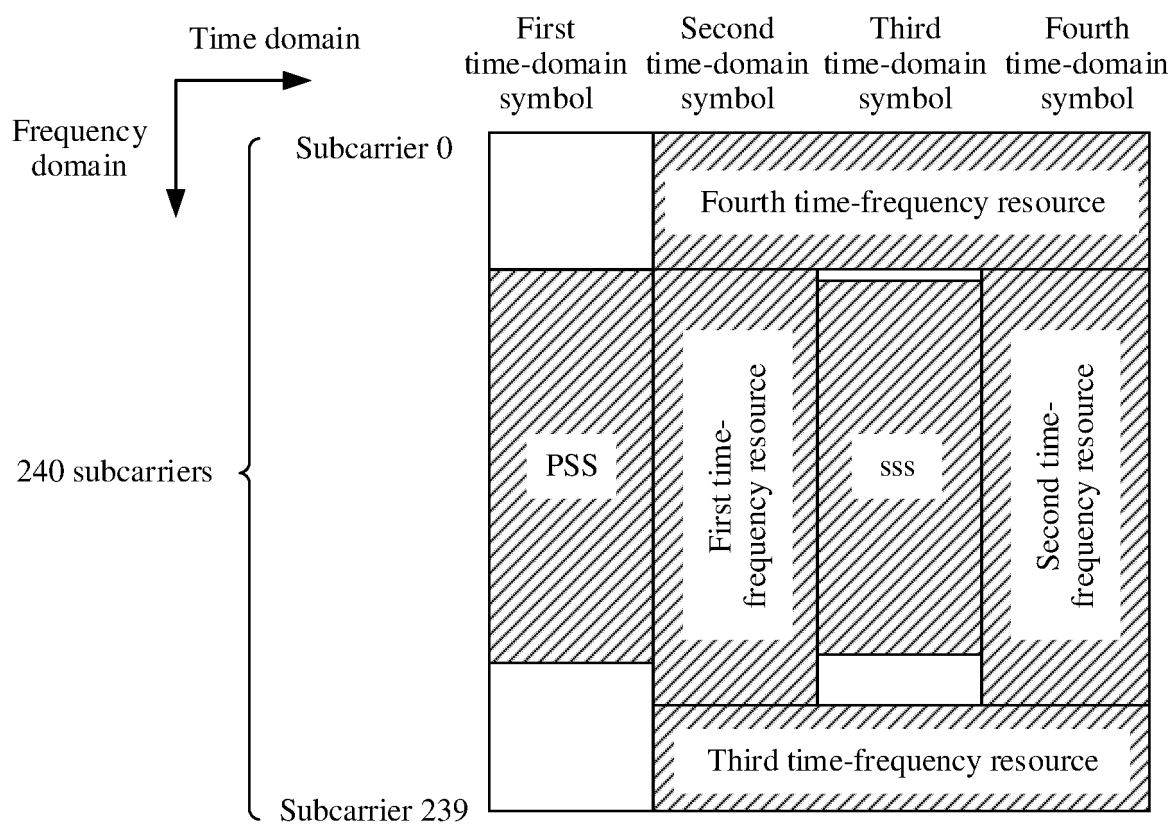 Time domain
Frequency
domain
First
time-domain
symbol
Second
time-domain
symbol
Third
time-domain
symbol
Fourth
time-domain
symbol
Subcarrier 0
Fourth time-frequency resource
240 subcarriers
PSS
First time-
frequency resource
sss
Second time-
frequency resource
Third time-frequency resource
Subcarrier 239